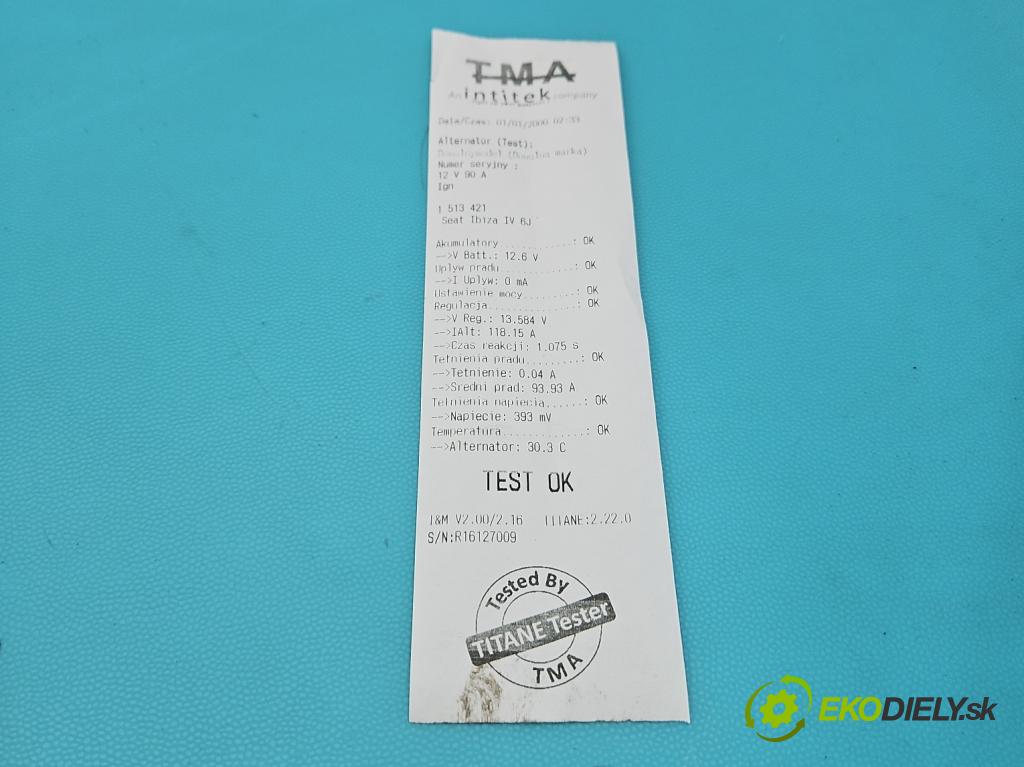 TMA
An intitek company
Data/Czas: 01/01/2000 02:33
Alternator (Test):
(Dowolna marka)
Numer seryjny :
12 V 90 A
Ign
1 513 421
Seat Ibiza IV 6J
Akumulatory...........: OK
-->V Batt.: 12.6 V
Uplyw pradu...........: OK
-->I Uplyw: 0 mA
Ustawienie mocy........: OK
Regulacja.............: OK
-->V Reg.: 13.584 V
-->IAlt: 118.15 A
-->Czas reakcji: 1.075 s
Tetnienia pradu........: OK
-->Tetnienie: 0.04 A
-->Sredni prad: 93.93 A
Tetnienia napiecia.....: OK
-->Napiecie: 393 mV
Temperatura............: OK
-->Alternator: 30.3 C
TEST OK
T&M V2.00/2.16 TITANE:2.22.0
S/N:R16127009
Tested By
TITANE Tester
TMA
EKODIELY.sk